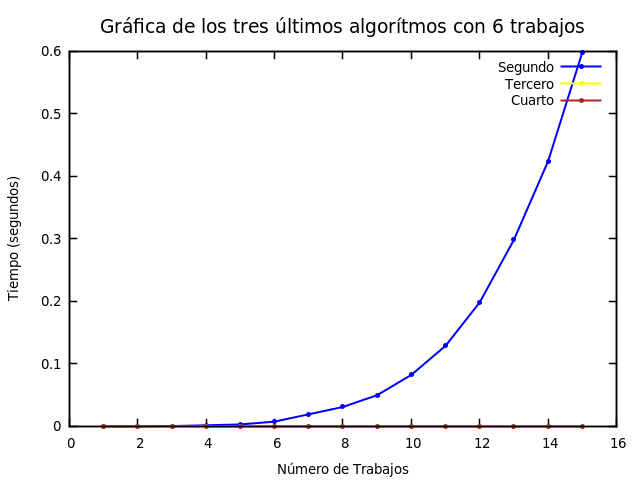 Gráfica de los tres últimos algorítmos con 6 trabajos
0.6
0.5
0.4
0.3
0.2
0.1
0
Segundo
Tercero
Cuarto
Tiempo (segundos)
0 2 4 6 8 10 12 14 16
Número de Trabajos